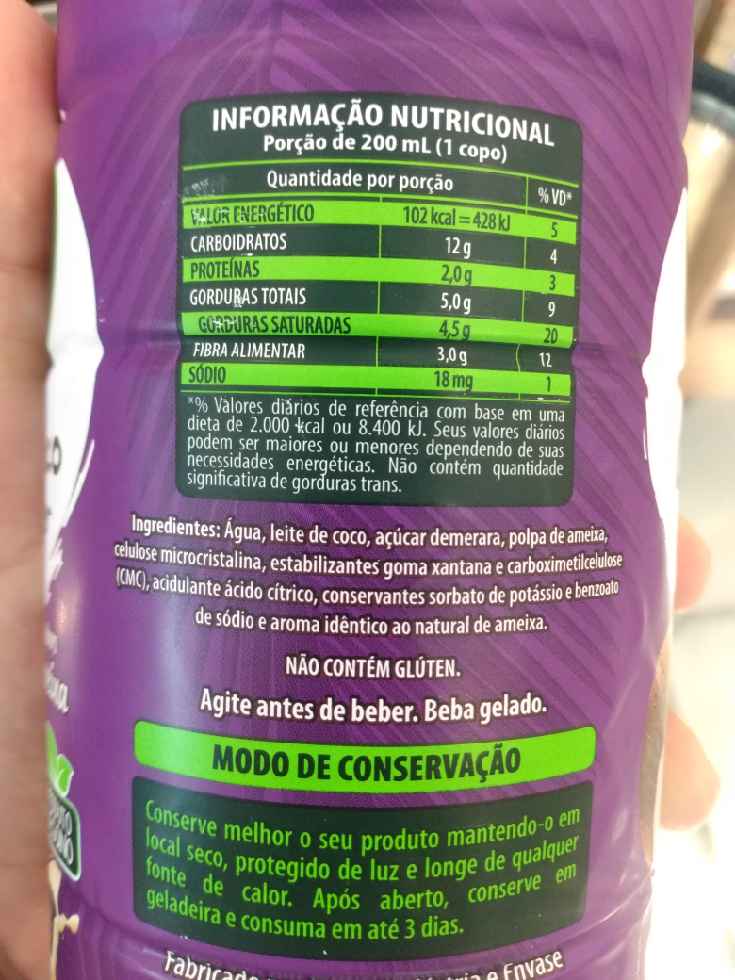 INFORMAÇÃO NUTRICIONAL
Porção de 200 mL (1 copo)
Quantidade por porção % VD*
VALOR ENERGÉTICO 102 kcal = 428 kJ 5
CARBOIDRATOS 12 g 4
PROTEÍNAS 2,0 g 3
GORDURAS TOTAIS 5,0 g 9
GORDURAS SATURADAS 4,5 g 20
FIBRA ALIMENTAR 3,0 g 12
SÓDIO 18 mg 1
*% Valores diários de referência com base em uma
dieta de 2.000 kcal ou 8.400 kJ. Seus valores diários
podem ser maiores ou menores dependendo de suas
necessidades energéticas. Não contém quantidade
significativa de gorduras trans.
Ingredientes: Água, leite de coco, açúcar demerara, polpa de ameixa,
celulose microcristalina, estabilizantes goma xantana e carboximetilcelulose
(CMC), acidulante ácido cítrico, conservantes sorbato de potássio e benzoato
de sódio e aroma idêntico ao natural de ameixa.
NÃO CONTÉM GLÚTEN.
Agite antes de beber. Beba gelado.
MODO DE CONSERVAÇÃO
Conserve melhor o seu produto mantendo-o em
local seco, protegido de luz e longe de qualquer
fonte de calor. Após aberto, conserve em
geladeira e consuma em até 3 dias.
Fabricado e Envase